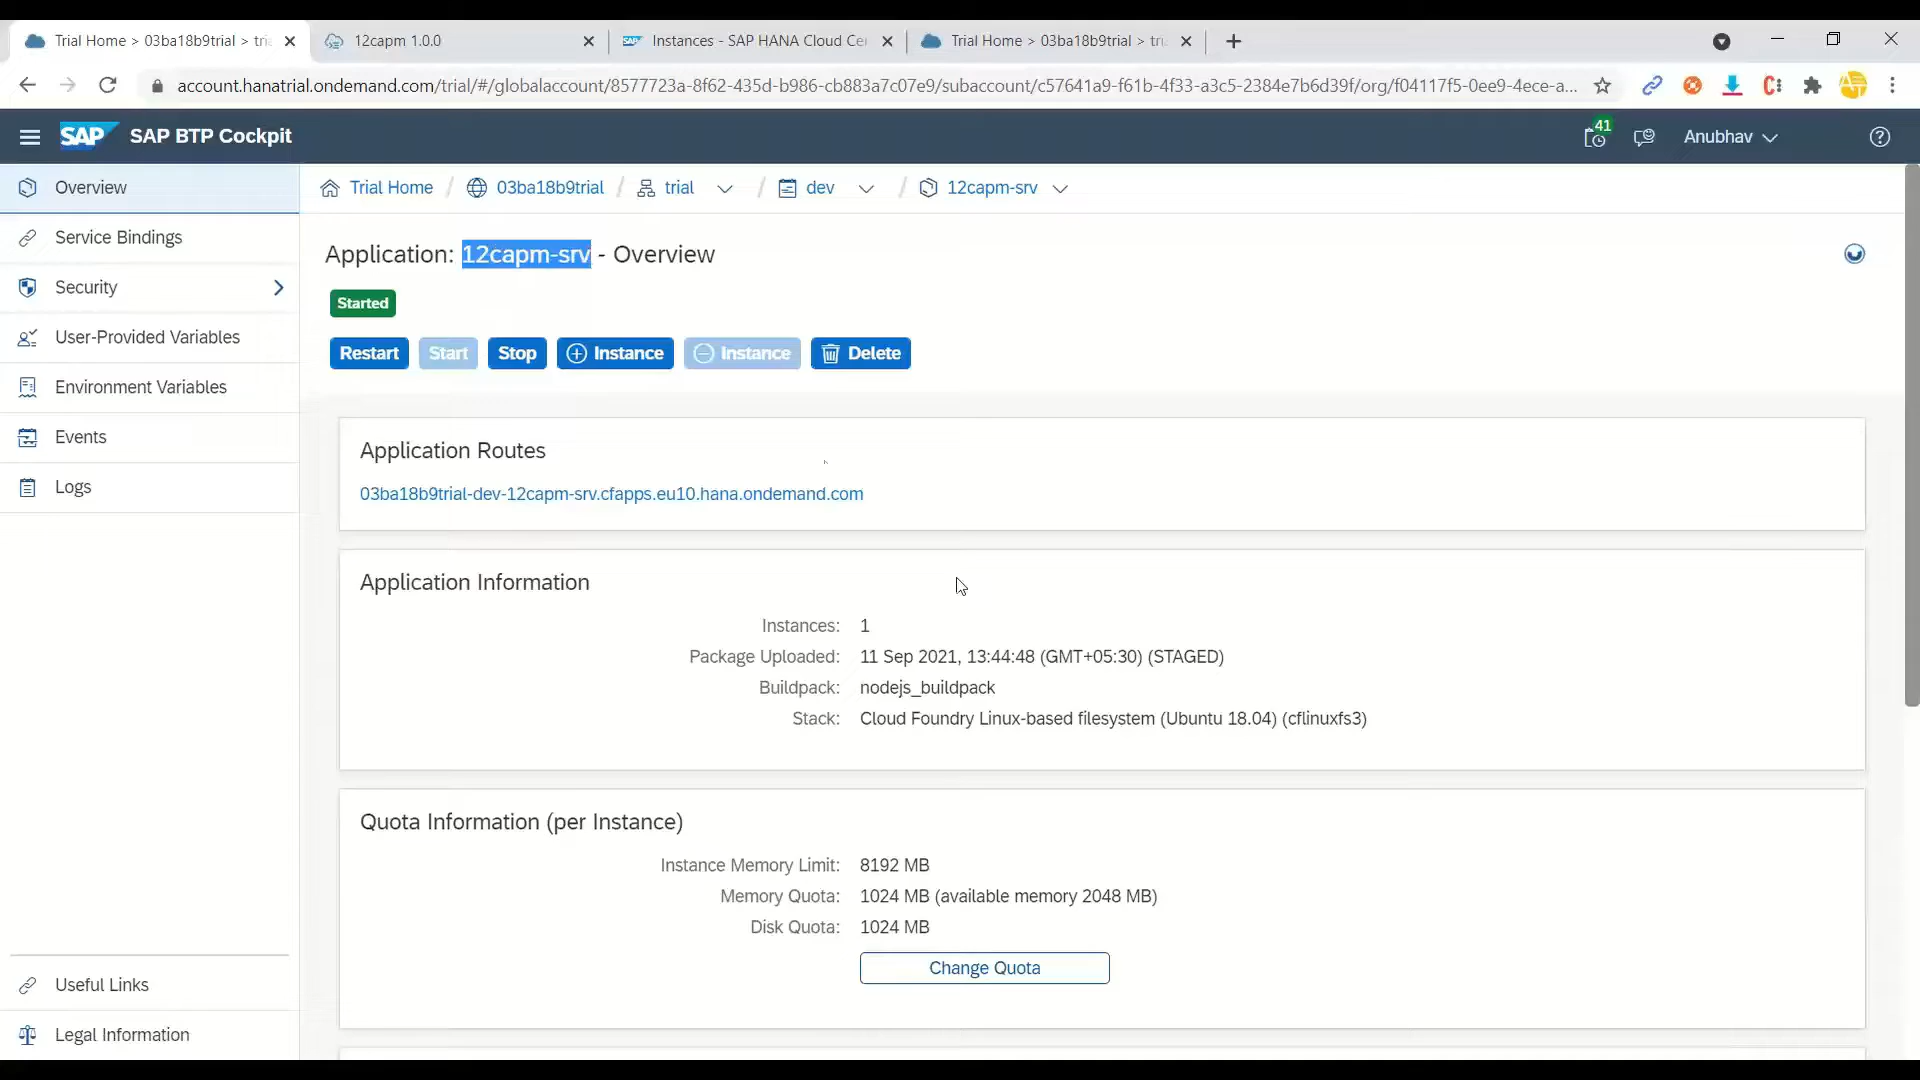 Trial Home > 03ba18b9trial > tri
12capm 1.0.0
Instances - SAP HANA Cloud Ce
Trial Home > 03ba18b9trial > tri
account.hanatrial.ondemand.com/trial/#/globalaccount/8577723a-8f62-435d-b986-cb883a7c07e9/subaccount/c57641a9-f61b-4f33-a3c5-2384e7b6d39f/org/f04117f5-0ee9-4ece-a...
SAP SAP BTP Cockpit
41
Anubhav
Overview
Service Bindings
Security
User-Provided Variables
Environment Variables
Events
Logs
Useful Links
Legal Information
Trial Home / 03ba18b9trial / trial / dev / 12capm-srv
Application: 12capm-srv - Overview
Started
Restart Start Stop Instance Instance Delete
Application Routes
03ba18b9trial-dev-12capm-srv.cfapps.eu10.hana.ondemand.com
Application Information
Instances: 1
Package Uploaded: 11 Sep 2021, 13:44:48 (GMT+05:30) (STAGED)
Buildpack: nodejs_buildpack
Stack: Cloud Foundry Linux-based filesystem (Ubuntu 18.04) (cflinuxfs3)
Quota Information (per Instance)
Instance Memory Limit: 8192 MB
Memory Quota: 1024 MB (available memory 2048 MB)
Disk Quota: 1024 MB
Change Quota